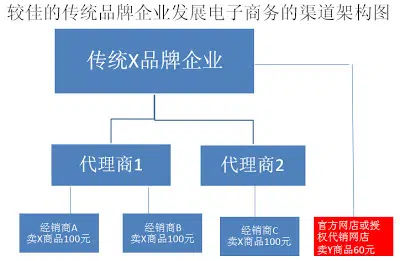 较佳的传统品牌企业发展电子商务的渠道架构图
传统X品牌企业
代理商1
代理商2
经销商A
卖X商品100元
经销商B
卖X商品100元
经销商C
卖X商品100元
官方网店或授
权代销网店
卖Y商品60元